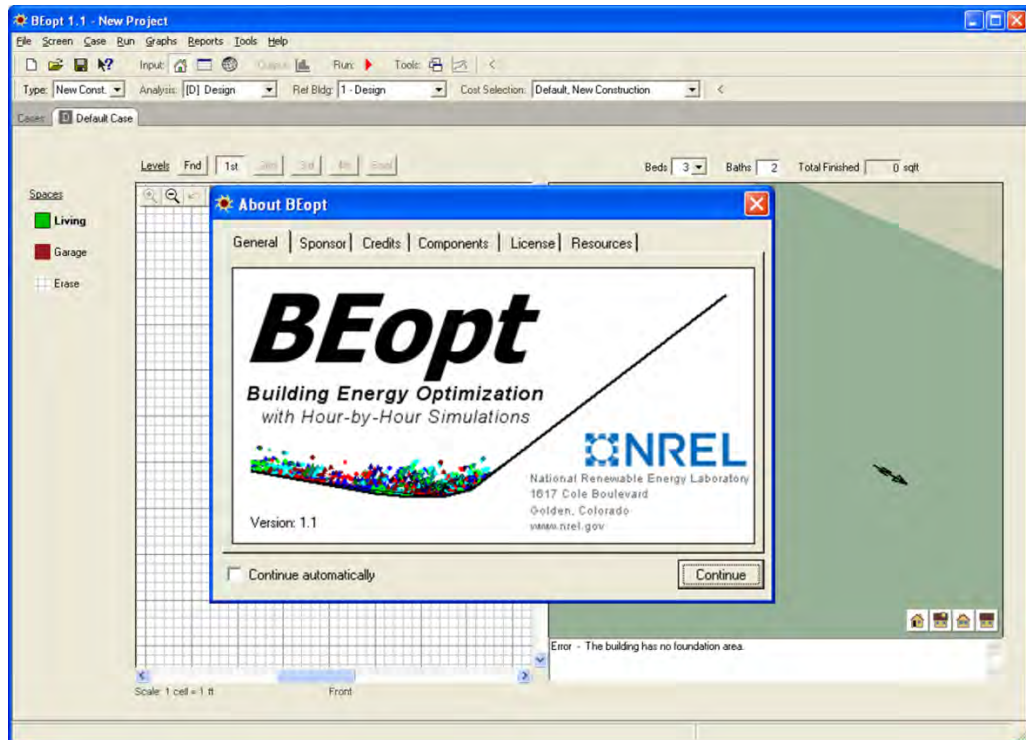 BEopt 1.1 - New Project
File Screen Case Run Graphs Reports Tools Help
Input: Output: Run: Tools: <
Type: New Const. Analysis: [D] Design Ref Bldg: 1 - Design Cost Selection: Default, New Construction <
Cases: D Default Case
Levels Fnd 1st 2nd 3rd 4th Roof Beds 3 Baths 2 Total Finished 0 sqft
Spaces
Living
Garage
Erase
About BEopt
General Sponsor Credits Components License Resources
BEopt
Building Energy Optimization
with Hour-by-Hour Simulations
NREL
National Renewable Energy Laboratory
1617 Cole Boulevard
Golden, Colorado
www.nrel.gov
Version: 1.1
Continue automatically
Continue
Error - The building has no foundation area.
Scale: 1 cell = 1 ft Front